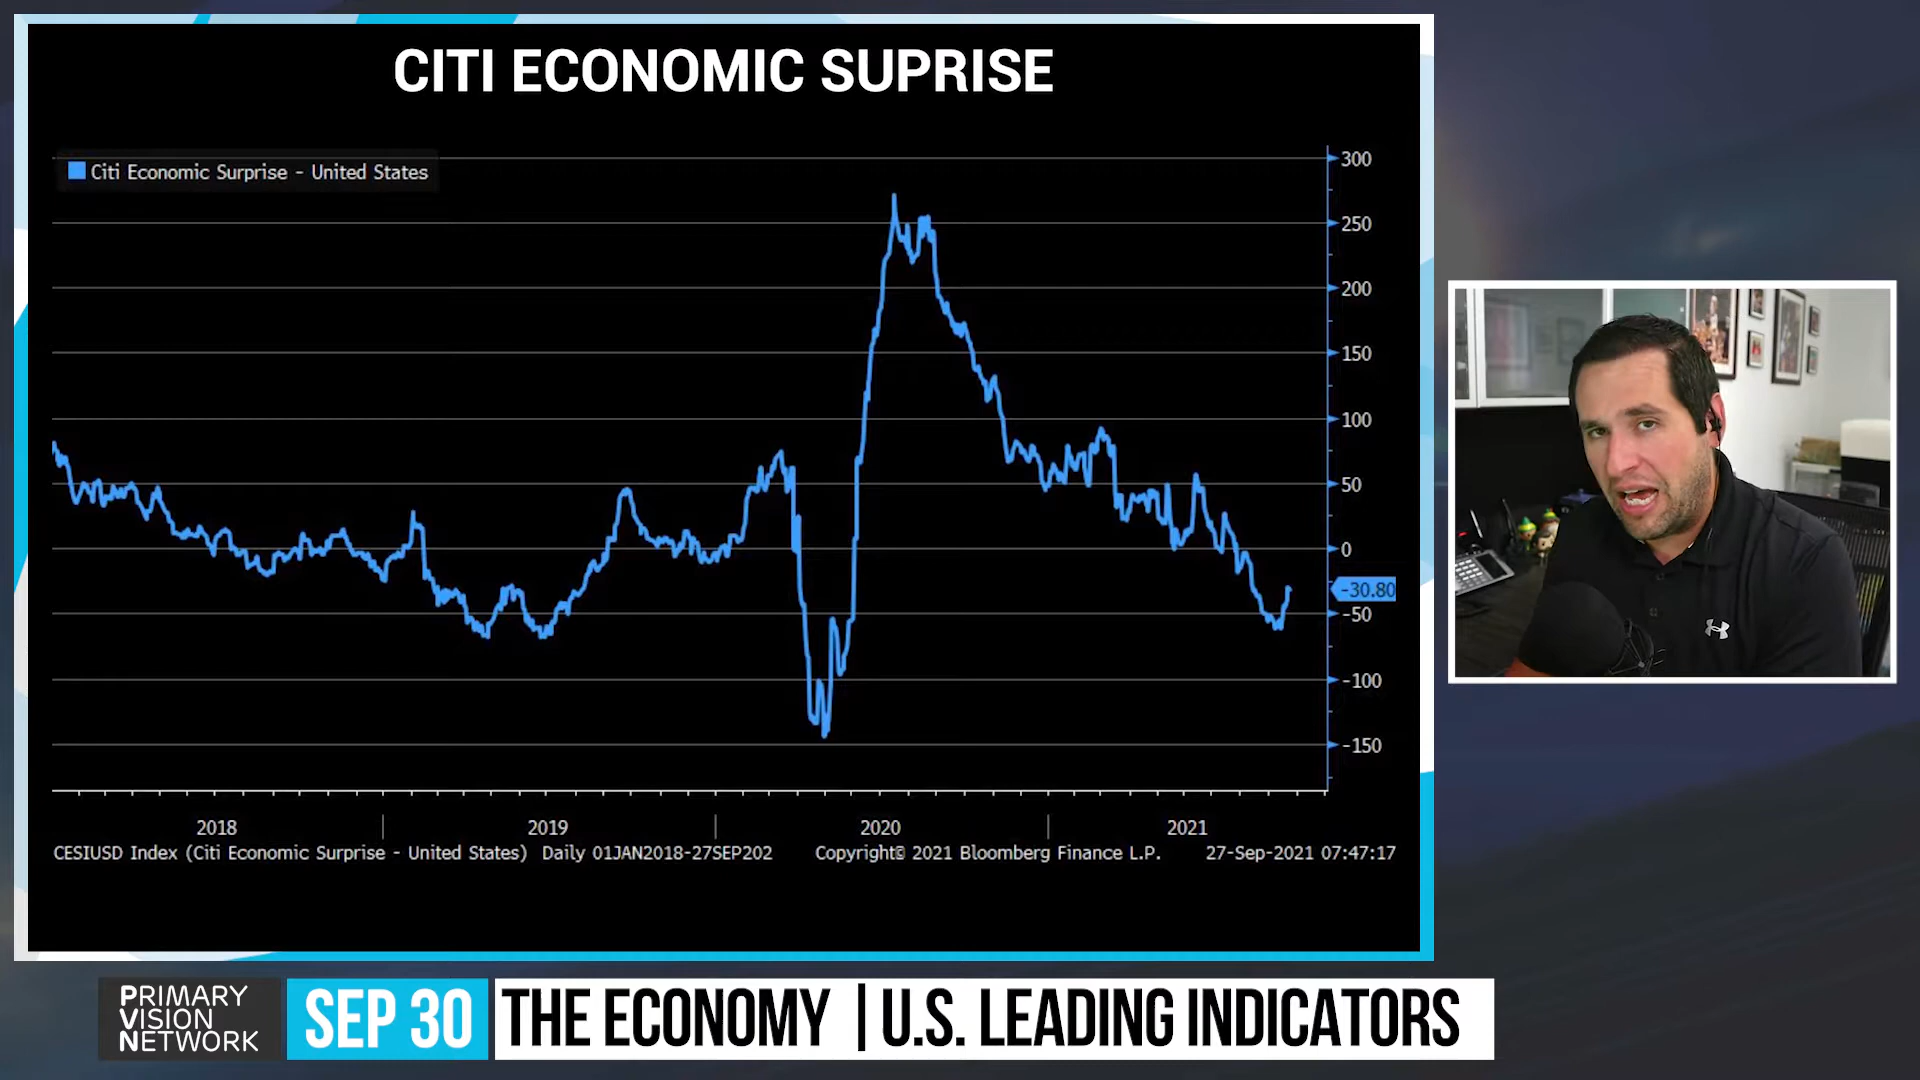 CITI ECONOMIC SUPRISE
Citi Economic Surprise - United States
300
250
200
150
100
50
0
-30.80
-50
-100
-150
2018 2019 2020 2021
CESIUSD Index (Citi Economic Surprise - United States) Daily 01JAN2018-27SEP202 Copyright© 2021 Bloomberg Finance L.P. 27-Sep-2021 07:47:17
PRIMARY
VISION
NETWORK
SEP 30
THE ECONOMY | U.S. LEADING INDICATORS